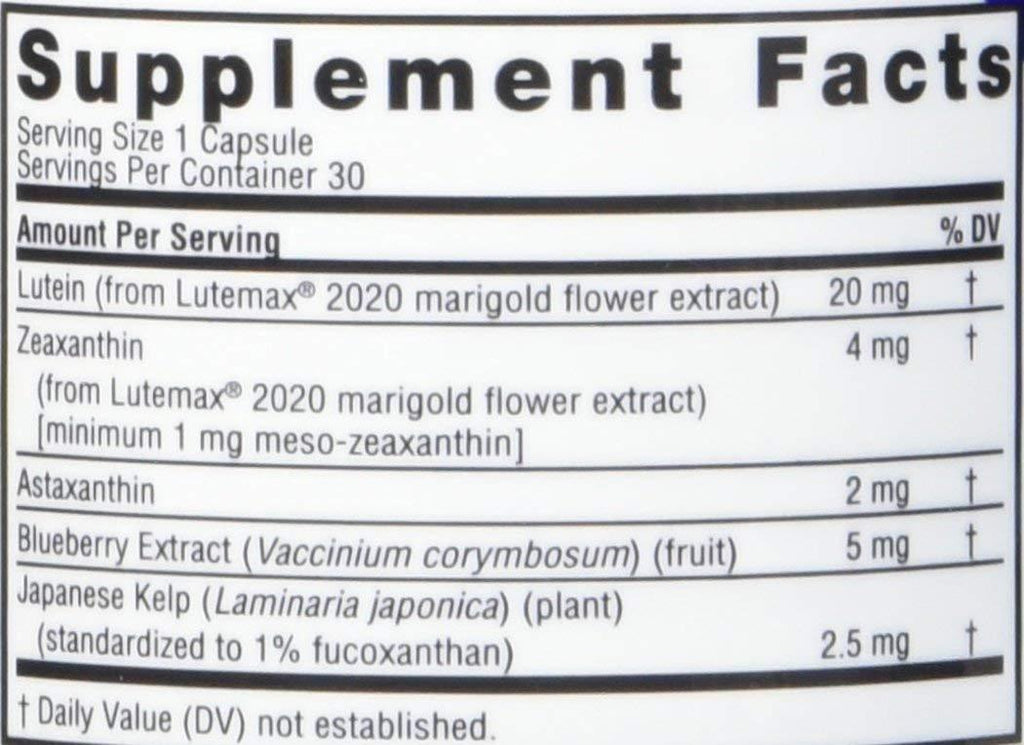 Supplement Facts
Serving Size 1 Capsule
Servings Per Container 30
Amount Per Serving % DV
Lutein (from Lutemax® 2020 marigold flower extract) 20 mg †
Zeaxanthin 4 mg †
(from Lutemax® 2020 marigold flower extract)
[minimum 1 mg meso-zeaxanthin]
Astaxanthin 2 mg †
Blueberry Extract (Vaccinium corymbosum) (fruit) 5 mg †
Japanese Kelp (Laminaria japonica) (plant)
(standardized to 1% fucoxanthan) 2.5 mg †
† Daily Value (DV) not established.